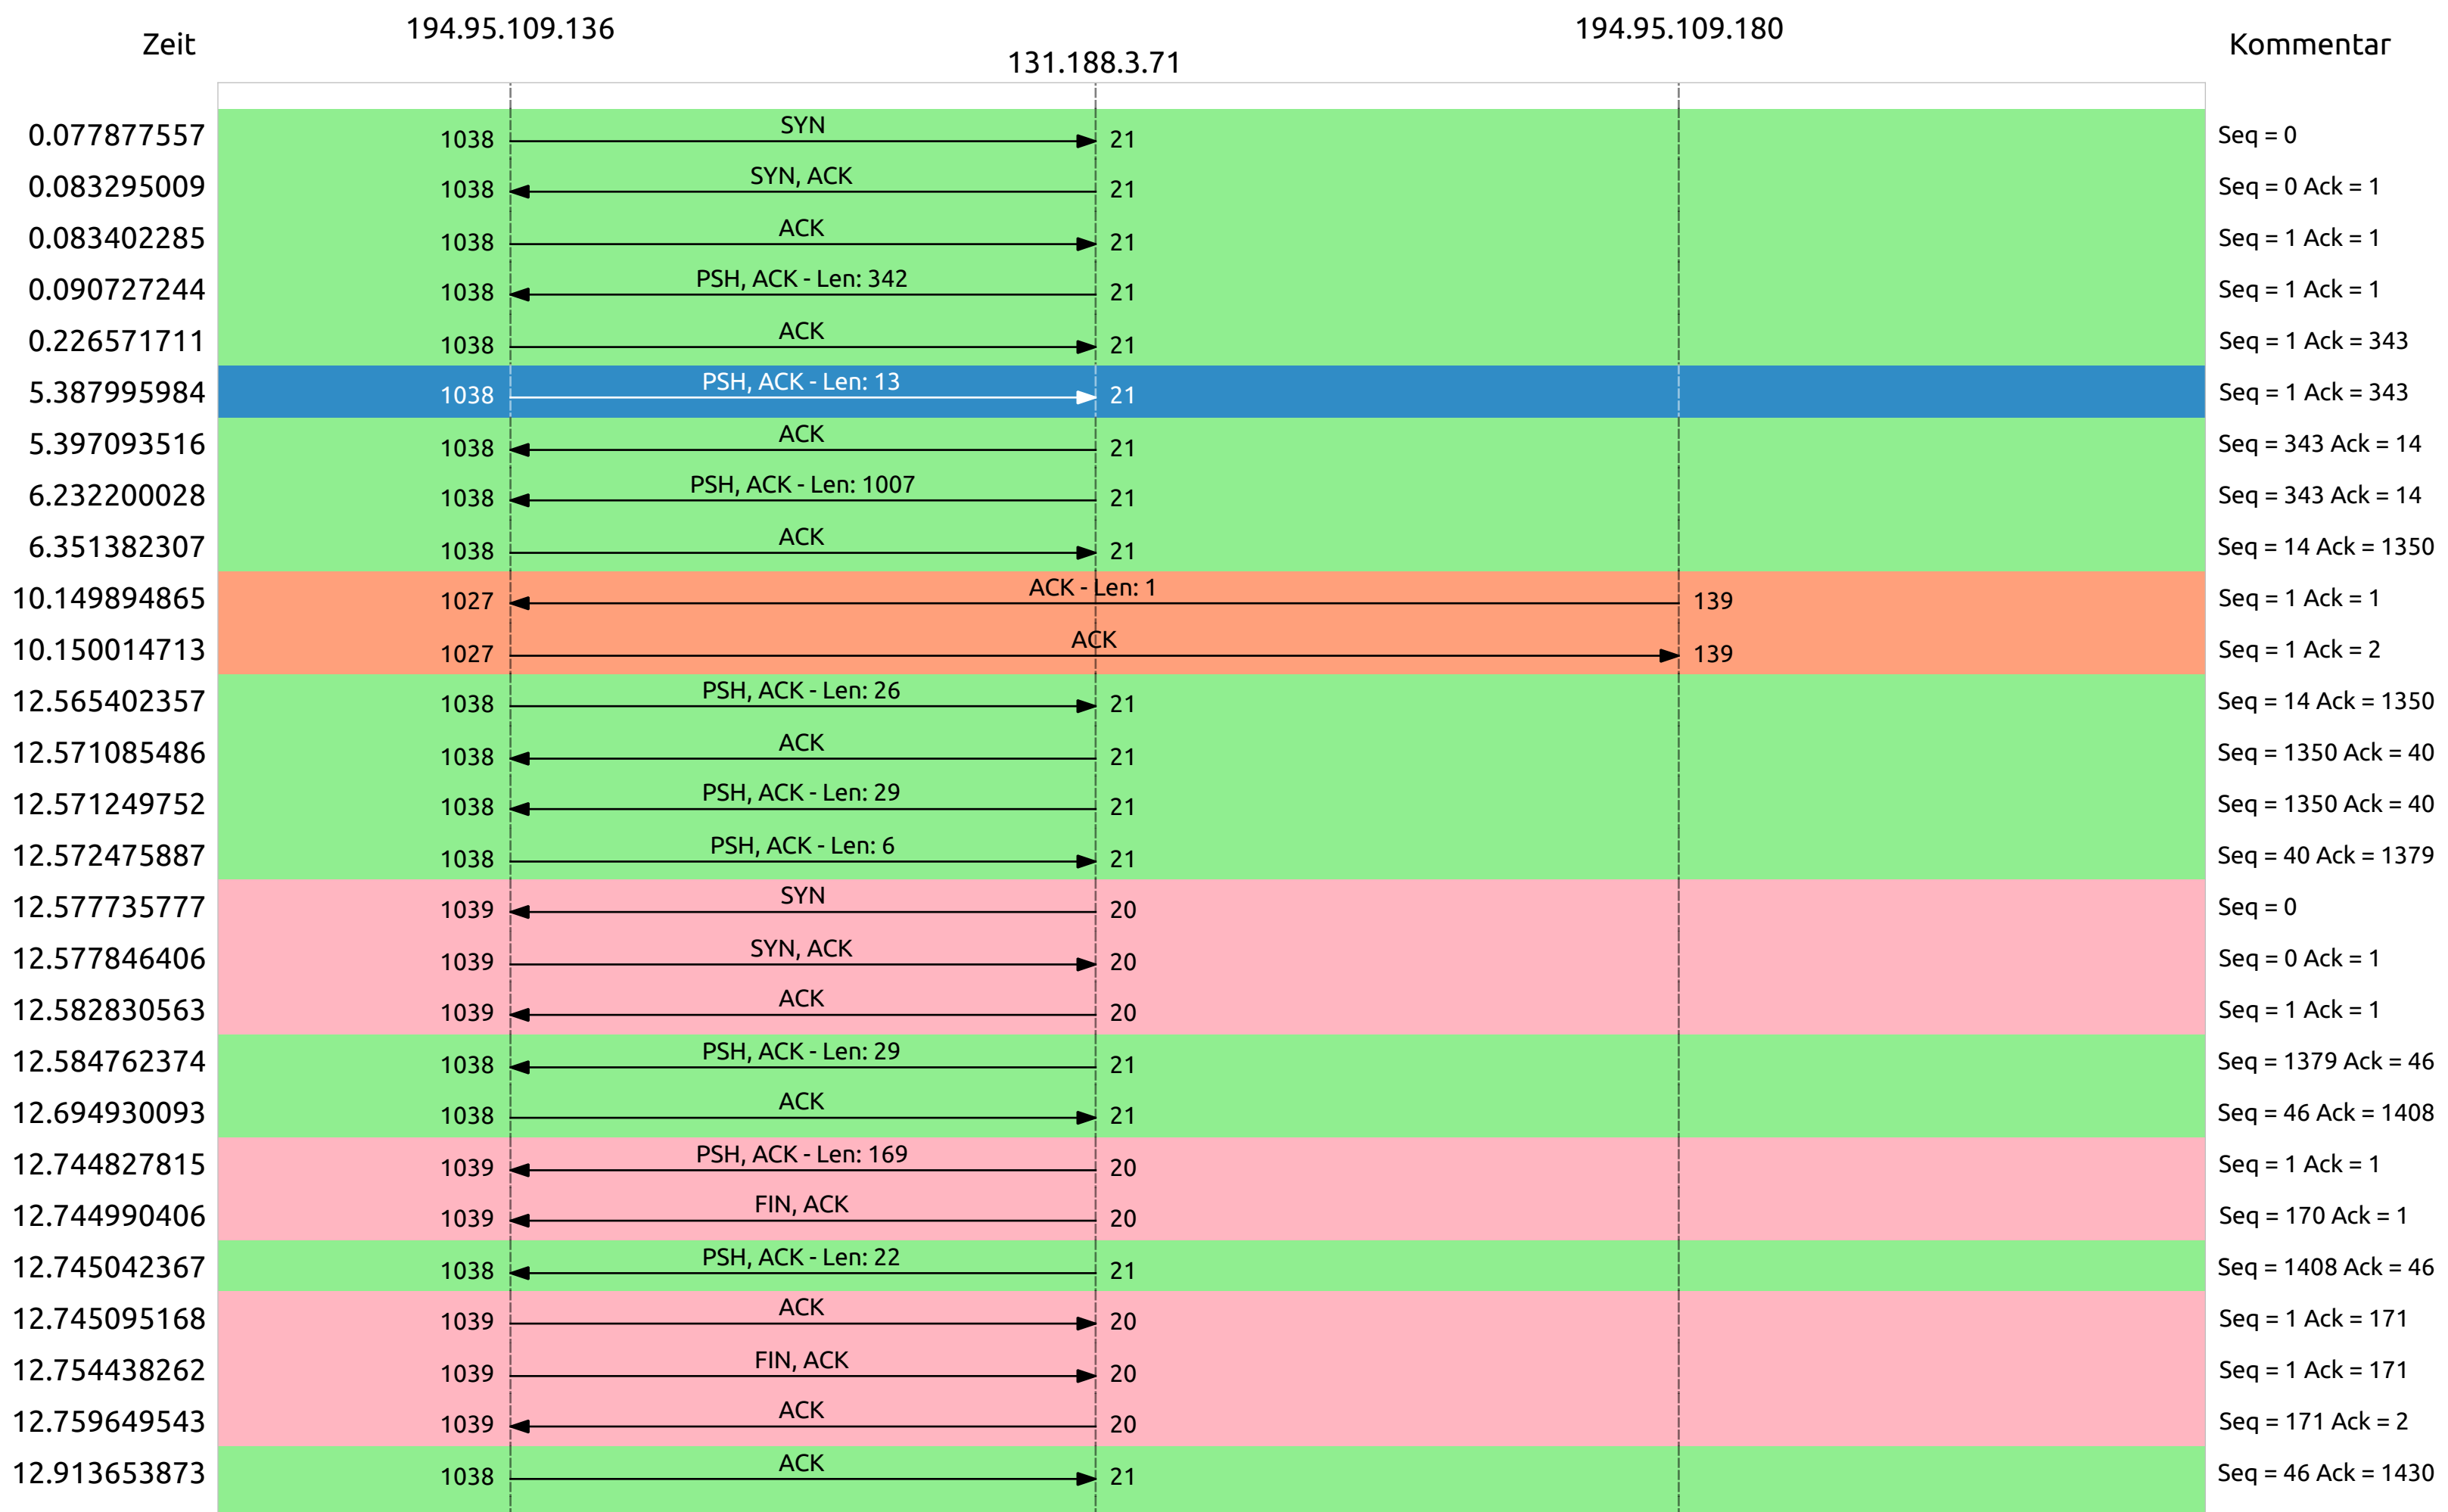 194.95.109.136 194.95.109.180
Zeit 131.188.3.71 Kommentar
SYN
0.077877557 1038 21 Seq = 0
SYN, ACK
0.083295009 1038 21 Seq = 0 Ack = 1
ACK
0.083402285 1038 21 Seq = 1 Ack = 1
PSH, ACK - Len: 342
0.090727244 1038 21 Seq = 1 Ack = 1
ACK
0.226571711 1038 21 Seq = 1 Ack = 343
PSH, ACK - Len: 13
5.387995984 1038 21 Seq = 1 Ack = 343
ACK
5.397093516 1038 21 Seq = 343 Ack = 14
PSH, ACK - Len: 1007
6.232200028 1038 21 Seq = 343 Ack = 14
ACK
6.351382307 1038 21 Seq = 14 Ack = 1350
ACK - Len: 1
10.149894865 1027 139 Seq = 1 Ack = 1
ACK
10.150014713 1027 139 Seq = 1 Ack = 2
PSH, ACK - Len: 26
12.565402357 1038 21 Seq = 14 Ack = 1350
ACK
12.571085486 1038 21 Seq = 1350 Ack = 40
PSH, ACK - Len: 29
12.571249752 1038 21 Seq = 1350 Ack = 40
PSH, ACK - Len: 6
12.572475887 1038 21 Seq = 40 Ack = 1379
SYN
12.577735777 1039 20 Seq = 0
SYN, ACK
12.577846406 1039 20 Seq = 0 Ack = 1
ACK
12.582830563 1039 20 Seq = 1 Ack = 1
PSH, ACK - Len: 29
12.584762374 1038 21 Seq = 1379 Ack = 46
ACK
12.694930093 1038 21 Seq = 46 Ack = 1408
PSH, ACK - Len: 169
12.744827815 1039 20 Seq = 1 Ack = 1
FIN, ACK
12.744990406 1039 20 Seq = 170 Ack = 1
PSH, ACK - Len: 22
12.745042367 1038 21 Seq = 1408 Ack = 46
ACK
12.745095168 1039 20 Seq = 1 Ack = 171
FIN, ACK
12.754438262 1039 20 Seq = 1 Ack = 171
ACK
12.759649543 1039 20 Seq = 171 Ack = 2
ACK
12.913653873 1038 21 Seq = 46 Ack = 1430